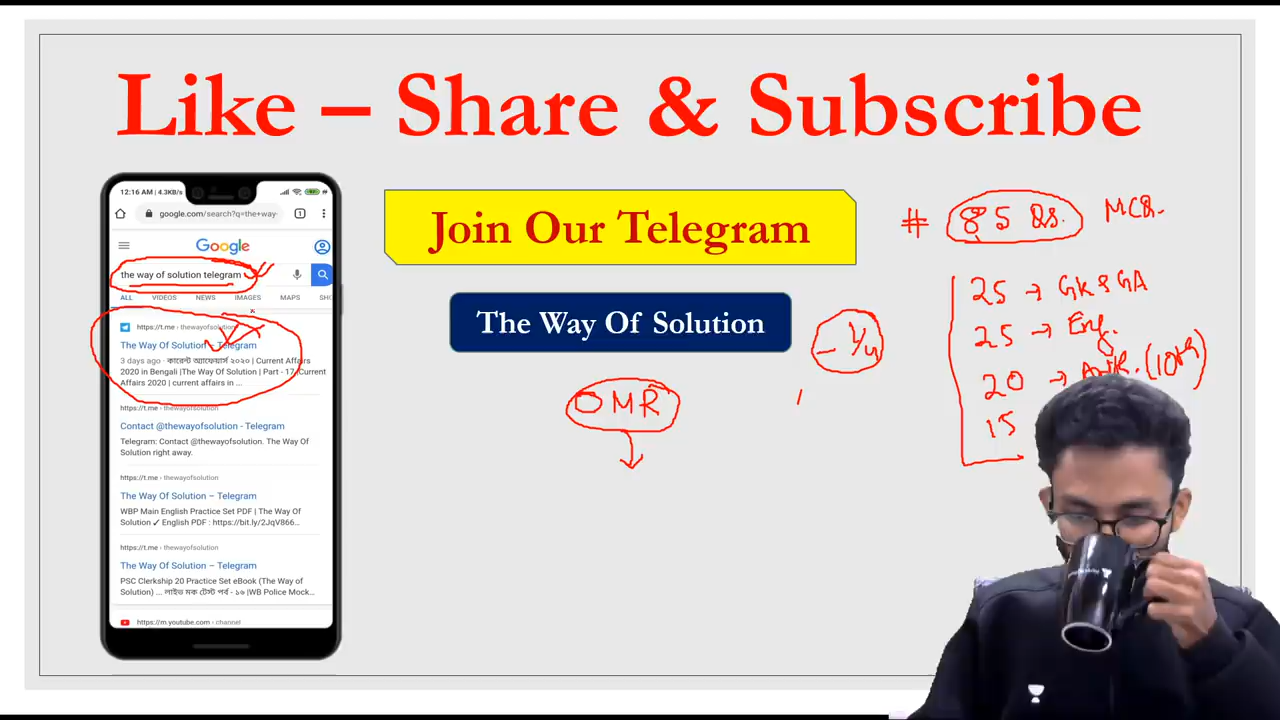 Like – Share & Subscribe
12:16 AM | 4.3KB/s
google.com/search?q=the+way-
1
Google
the way of solution telegram
ALL VIDEOS NEWS IMAGES MAPS SHO
https://t.me › thewayofsolution
The Way Of Solution – Telegram
3 days ago - কারেন্ট অ্যাফেয়ার্স ২০২০ | Current Affairs
2020 in Bengali |The Way Of Solution | Part - 17 |Current
Affairs 2020 | current affairs in ...
https://t.me › thewayofsolution
Contact @thewayofsolution - Telegram
Telegram: Contact @thewayofsolution. The Way Of
Solution right away.
https://t.me › thewayofsolution
The Way Of Solution – Telegram
WBP Main English Practice Set PDF | The Way Of
Solution ✓ English PDF : https://bit.ly/2JqV866...
https://t.me › thewayofsolution
The Way Of Solution – Telegram
PSC Clerkship 20 Practice Set eBook (The Way of
Solution) ... লাইভ মক টেস্ট পর্ব - ১৬ |WB Police Mock...
https://m.youtube.com › channel
Join Our Telegram
The Way Of Solution
OMR
- 1/4
# 85 Qs. MCQ.
25 → GK & GA
25 → Eng.
20 → (10th)
15